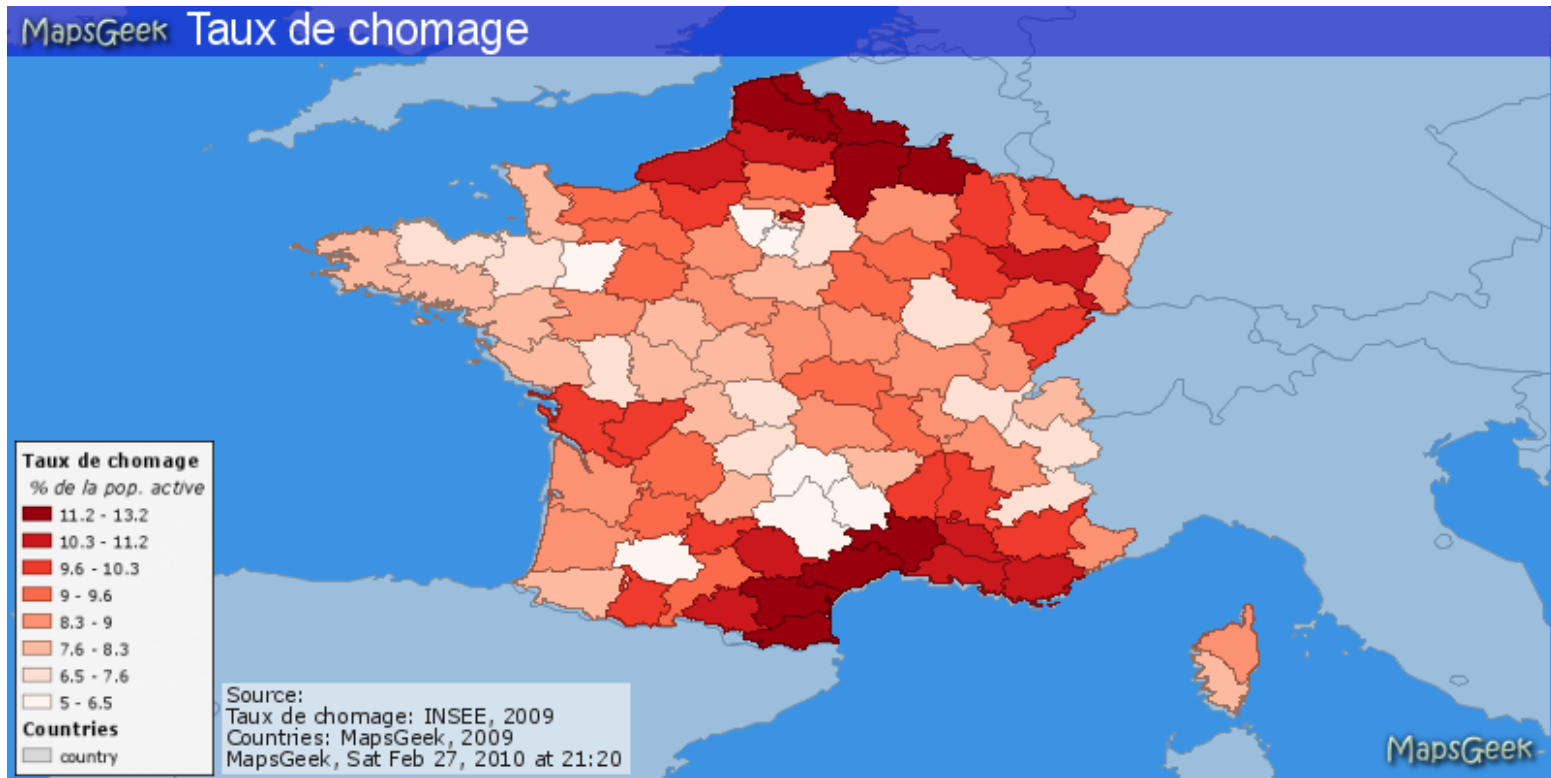 MapsGeek Taux de chomage
Taux de chomage
% de la pop. active
11.2 - 13.2
10.3 - 11.2
9.6 - 10.3
9 - 9.6
8.3 - 9
7.6 - 8.3
6.5 - 7.6
5 - 6.5
Countries
country
Source:
Taux de chomage: INSEE, 2009
Countries: MapsGeek, 2009
MapsGeek, Sat Feb 27, 2010 at 21:20
MapsGeek